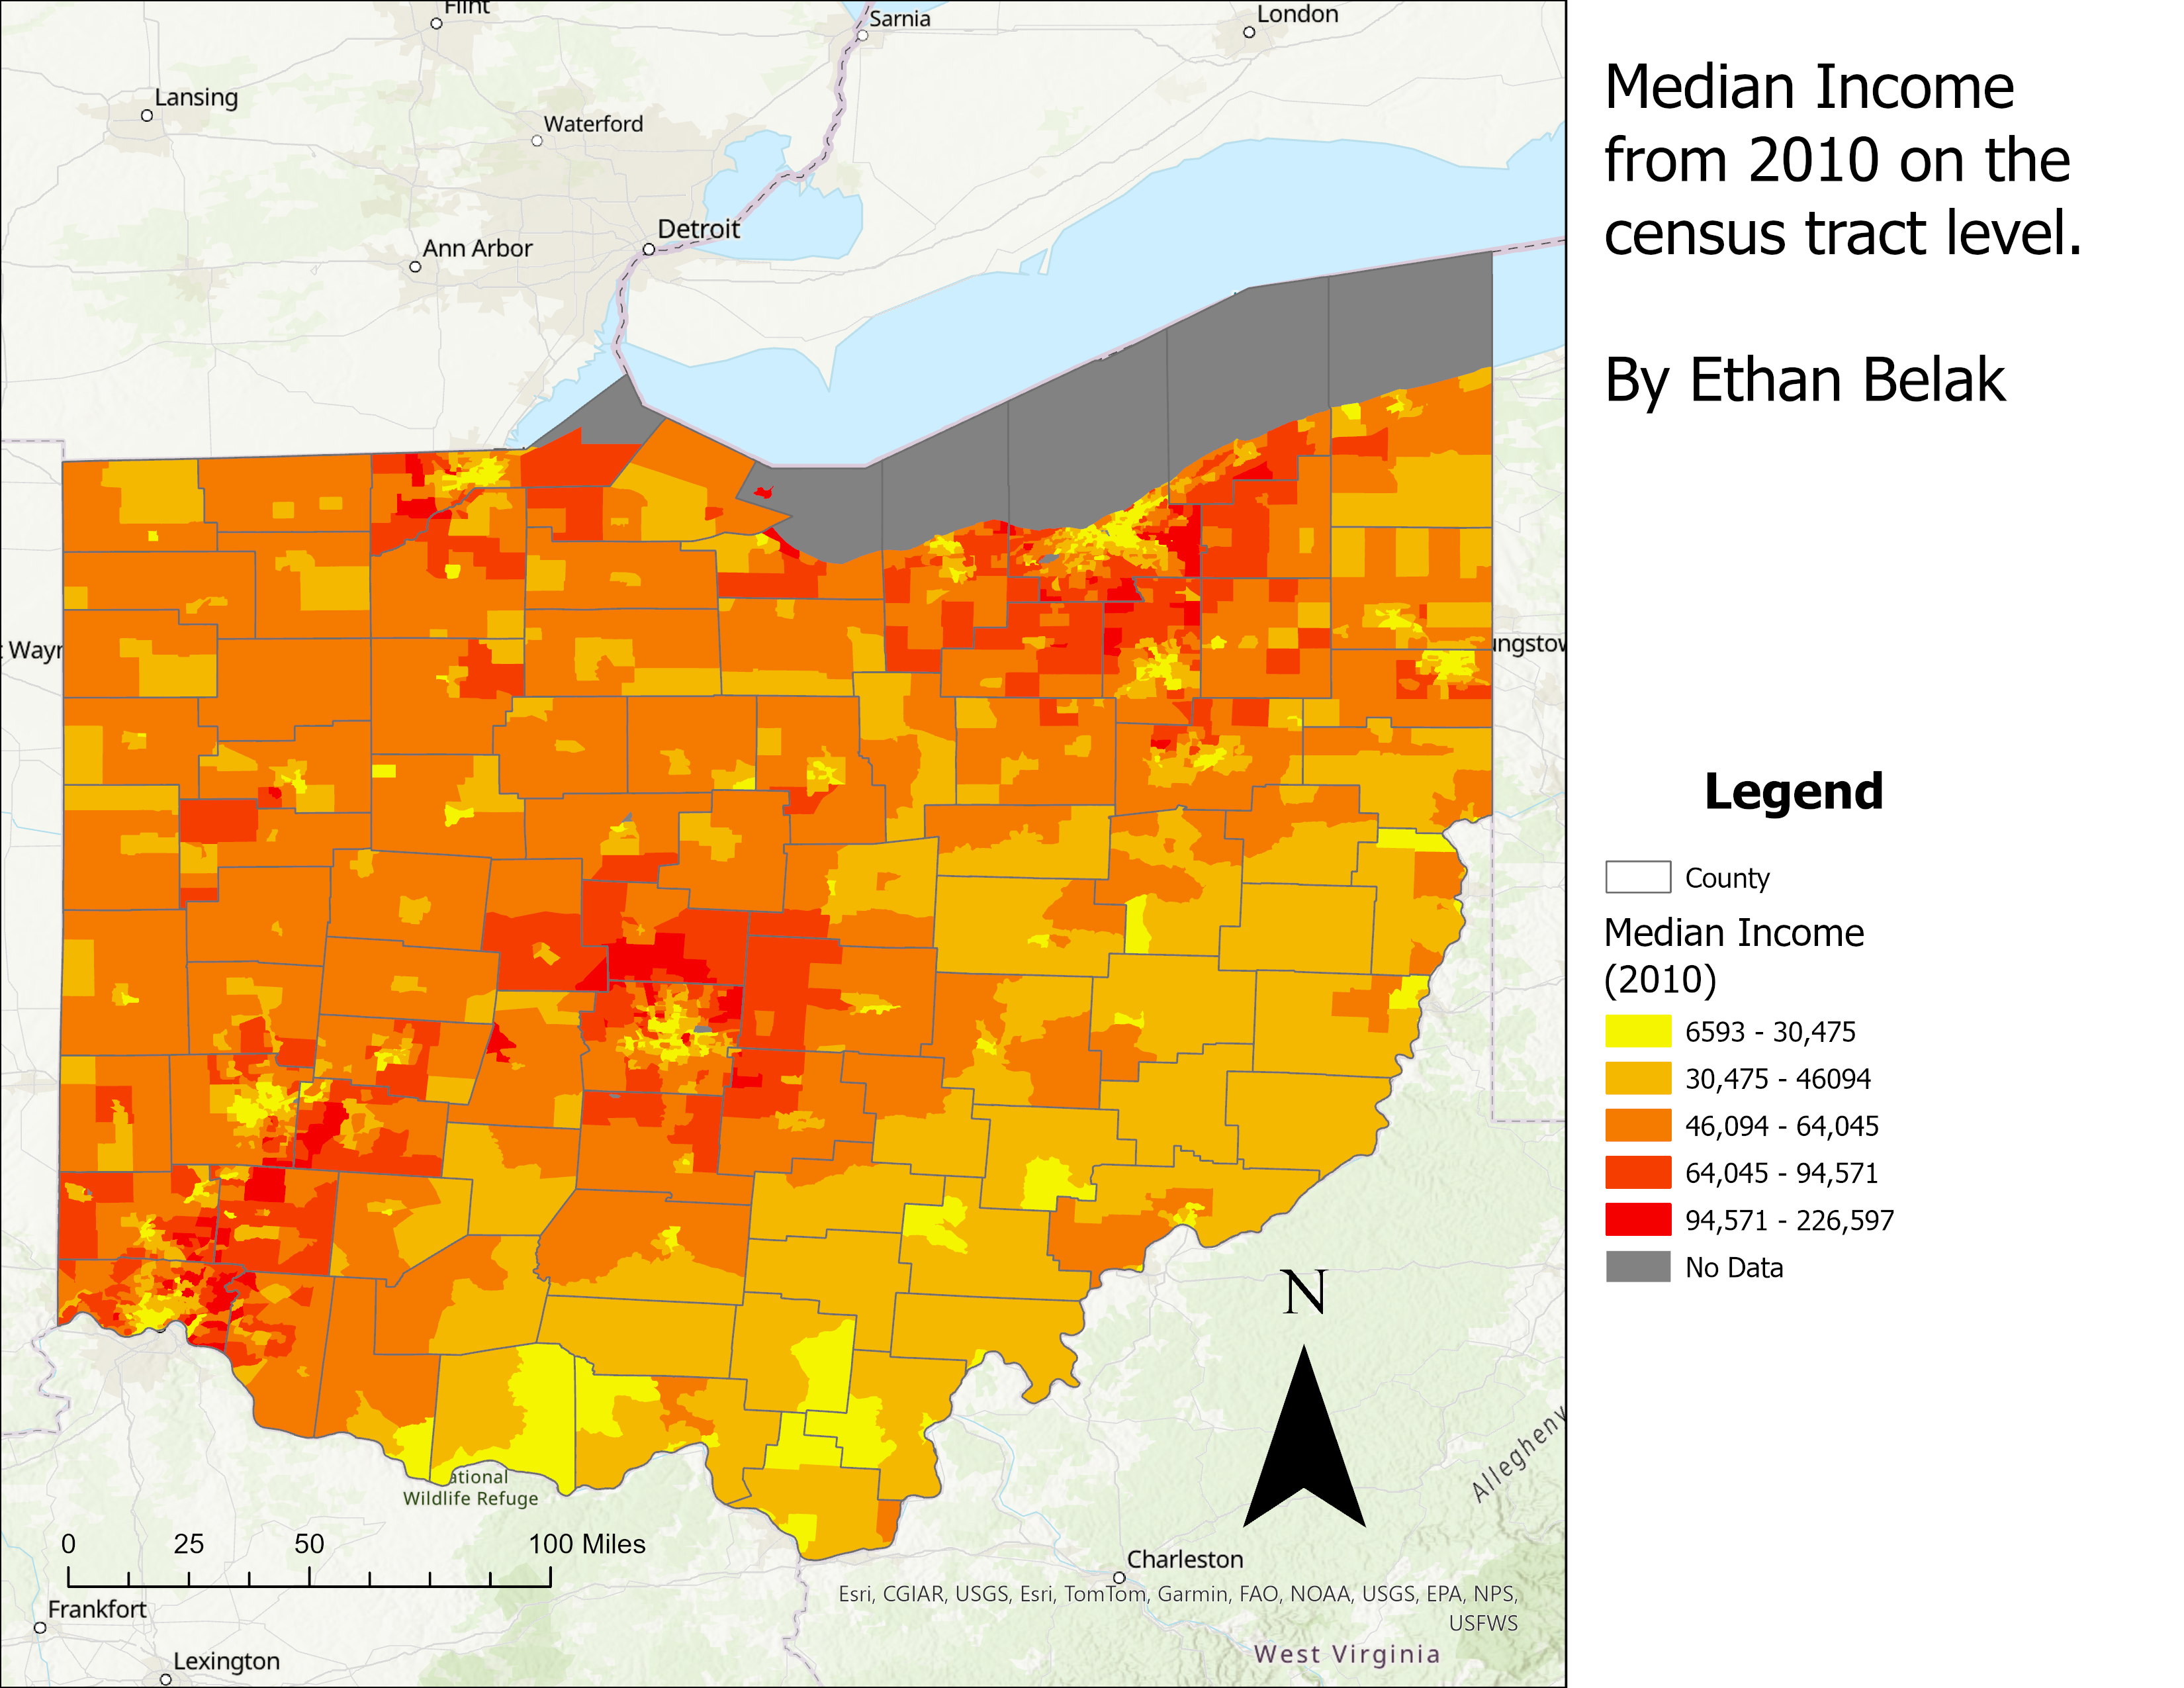 Flint
Sarnia
London
Lansing
Waterford
Detroit
Ann Arbor
Median Income
from 2010 on the
census tract level.
By Ethan Belak
t Wayr
ungstow
Legend
County
Median Income
(2010)
6593 - 30,475
30,475 - 46094
46,094 - 64,045
64,045 - 94,571
94,571 - 226,597
No Data
N
Allegheny
ational
Wildlife Refuge
0 25 50 100 Miles
Charleston
Esri, CGIAR, USGS, Esri, TomTom, Garmin, FAO, NOAA, USGS, EPA, NPS,
USFWS
Frankfort
West Virginia
Lexington